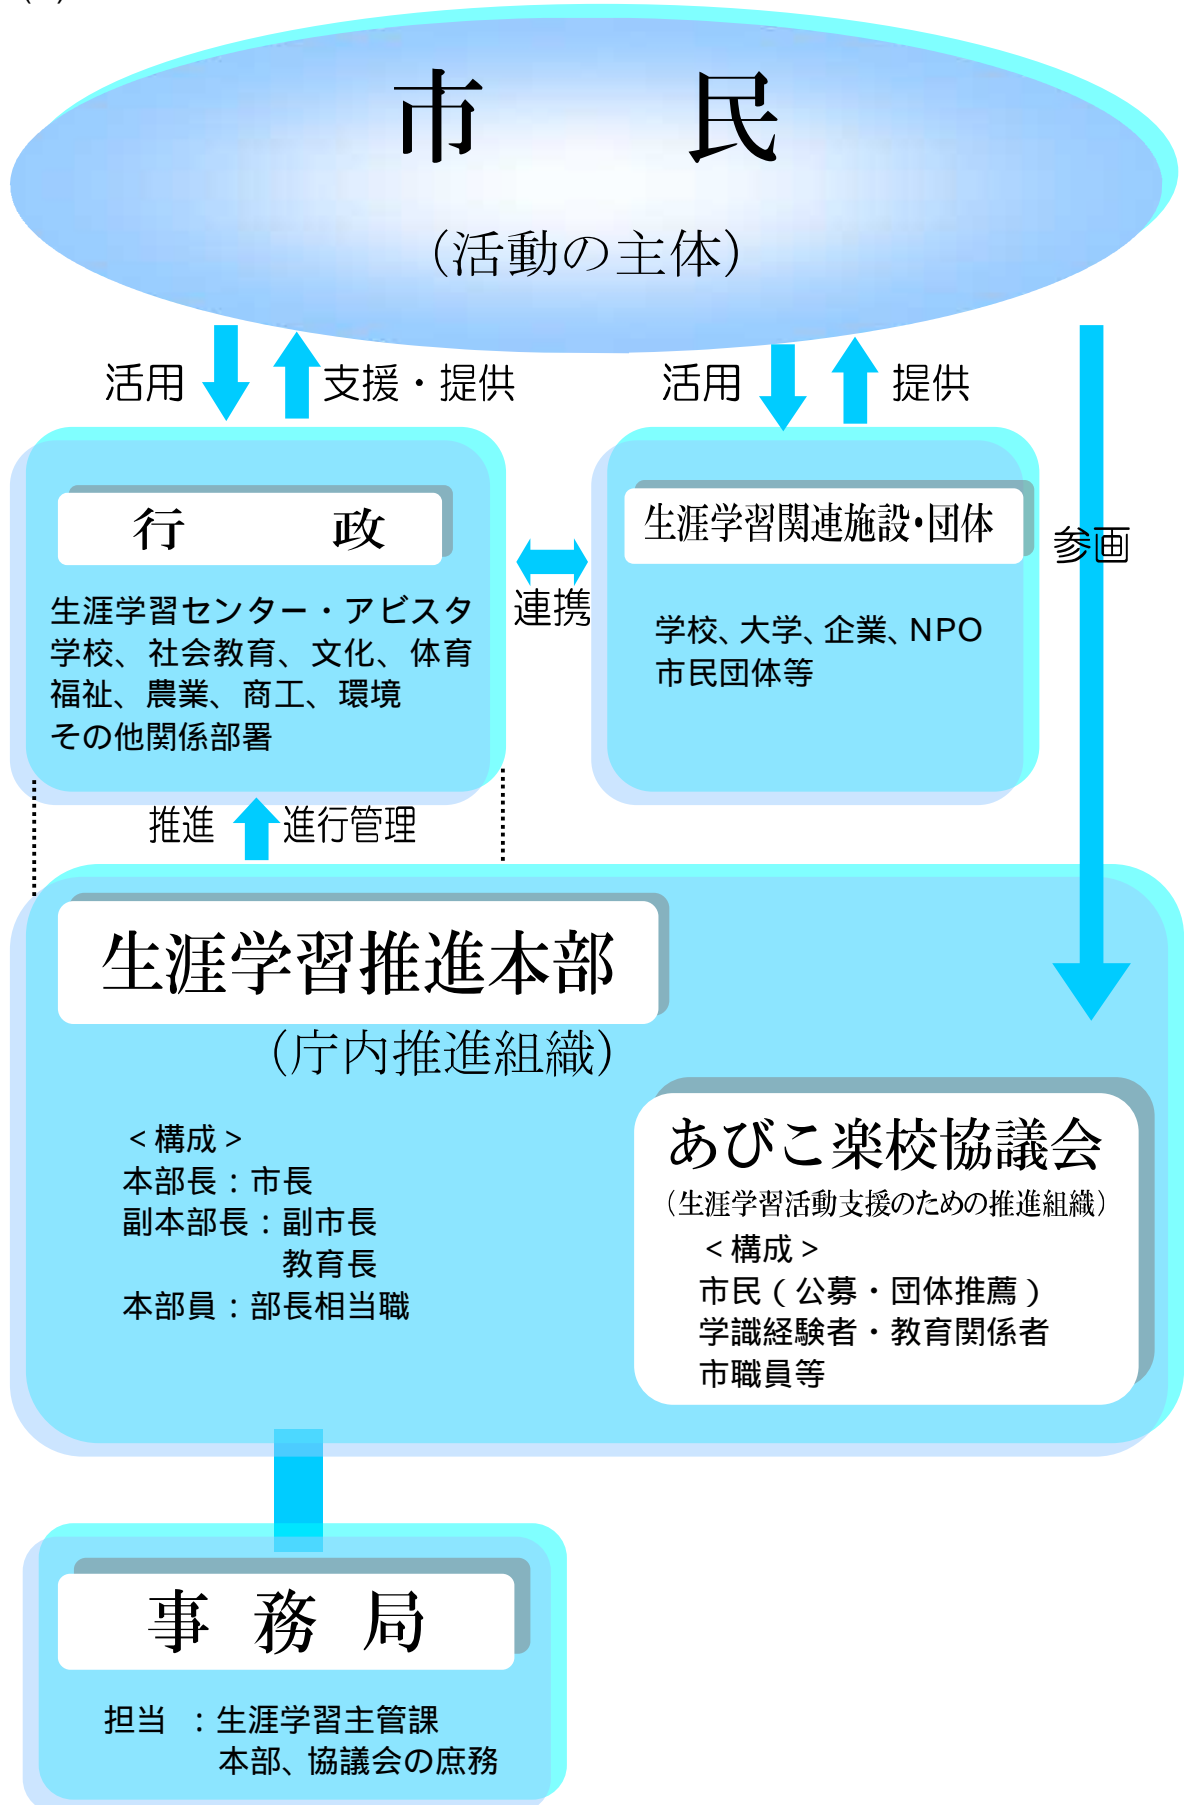 市　民
（活動の主体）
活用
支援・提供
活用
提供
行　政
生涯学習センター・アビスタ
学校、社会教育、文化、体育
福祉、農業、商工、環境
その他関係部署
連携
生涯学習関連施設・団体
学校、大学、企業、NPO
市民団体等
参画
推進
進行管理
生涯学習推進本部
（庁内推進組織）
＜構成＞
本部長：市長
副本部長：副市長
教育長
本部員：部長相当職
あびこ楽校協議会
（生涯学習活動支援のための推進組織）
＜構成＞
市民（公募・団体推薦）
学識経験者・教育関係者
市職員等
事 務 局
担当 ：生涯学習主管課
本部、協議会の庶務